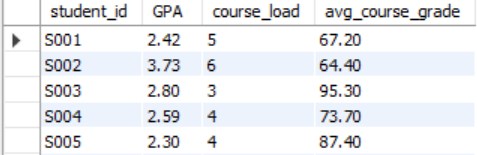 student_id GPA course_load avg_course_grade
S001 2.42 5 67.20
S002 3.73 6 64.40
S003 2.80 3 95.30
S004 2.59 4 73.70
S005 2.30 4 87.40